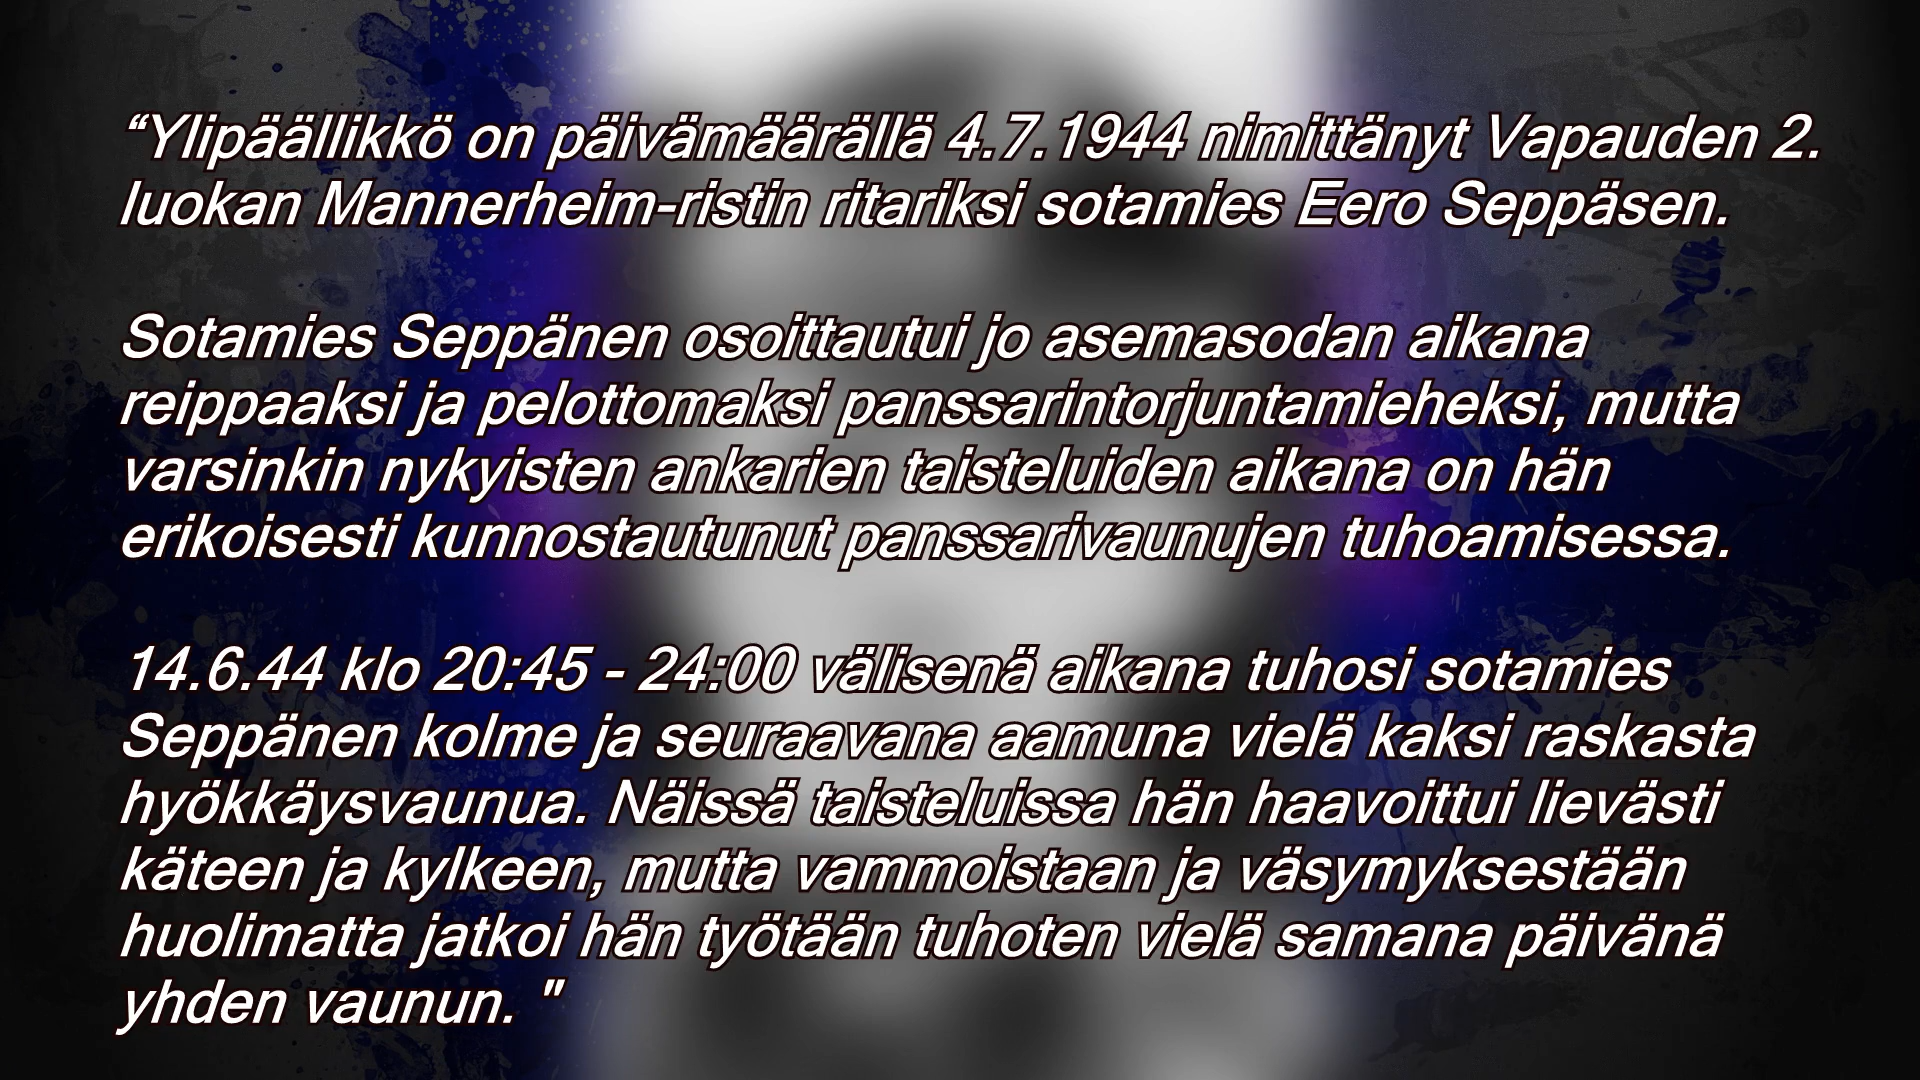 “Ylipäällikkö on päivämäärällä 4.7.1944 nimittänyt Vapauden 2.
luokan Mannerheim-ristin ritariksi sotamies Eero Seppäsen.
Sotamies Seppänen osoittautui jo asemasodan aikana
reippaaksi ja pelottomaksi panssarintorjuntamieheksi, mutta
varsinkin nykyisten ankarien taisteluiden aikana on hän
erikoisesti kunnostautunut panssarivaunujen tuhoamisessa.
14.6.44 klo 20:45 - 24:00 välisenä aikana tuhosi sotamies
Seppänen kolme ja seuraavana aamuna vielä kaksi raskasta
hyökkäysvaunua. Näissä taisteluissa hän haavoittui lievästi
käteen ja kylkeen, mutta vammoistaan ja väsymyksestään
huolimatta jatkoi hän työtään tuhoten vielä samana päivänä
yhden vaunun. "